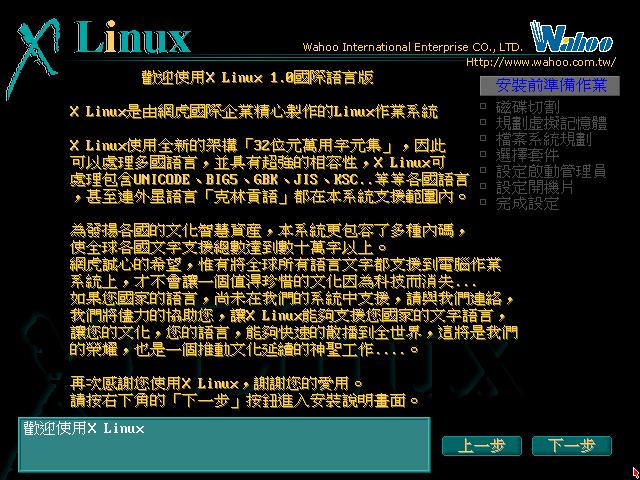 X Linux
Wahoo International Enterprise CO., LTD.
Wahoo
Http://www.wahoo.com.tw/
歡迎使用X Linux 1.0國際語言版
X Linux是由網虎國際企業精心製作的Linux作業系統
X Linux使用全新的架構「32位元萬用字元集」，因此
可以處理多國語言，並具有超強的相容性，X Linux可
處理包含UNICODE、BIG5、GBK、JIS、KSC..等等各國語言
，甚至連外星語言「克林貢語」都在本系統支援範圍內。
為發揚各國的文化智慧資產，本系統更包容了多種內碼，
使全球各國文字支援總數達到數十萬字以上。
網虎誠心的希望，惟有將全球所有語言文字都支援到電腦作業
系統上，才不會讓一個值得珍惜的文化因為科技而消失...
如果您國家的語言，尚未在我們的系統中支援，請與我們連絡，
我們將儘力的協助您，讓X Linux能夠支援您國家的文字語言，
讓您的文化，您的語言，能夠快速的散播到全世界，這將是我們
的榮耀，也是一個推動文化延續的神聖工作....。
再次感謝您使用X Linux，謝謝您的愛用。
請按右下角的「下一步」按鈕進入安裝說明畫面。
安裝前準備作業
磁碟切割
規劃虛擬記憶體
檔案系統規劃
選擇套件
設定啟動管理員
設定開機片
完成設定
歡迎使用X Linux
上一步
下一步